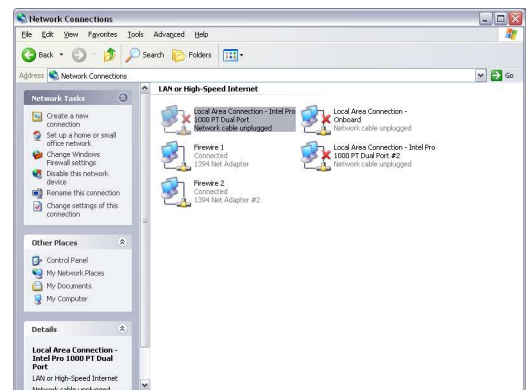 Network Connections
File Edit View Favorites Tools Advanced Help
Back Search Folders
Address Network Connections Go
Network Tasks
Create a new
connection
Set up a home or small
office network
Change Windows
Firewall settings
Disable this network
device
Rename this connection
Change settings of this
connection
Other Places
Control Panel
My Network Places
My Documents
My Computer
Details
Local Area Connection -
Intel Pro 1000 PT Dual
Port
LAN or High-Speed Internet
Network cable unplugged
LAN or High-Speed Internet
Local Area Connection - Intel Pro
1000 PT Dual Port
Network cable unplugged
Local Area Connection -
Onboard
Network cable unplugged
Firewire 1
Connected
1394 Net Adapter
Local Area Connection - Intel Pro
1000 PT Dual Port #2
Network cable unplugged
Firewire 2
Connected
1394 Net Adapter #2